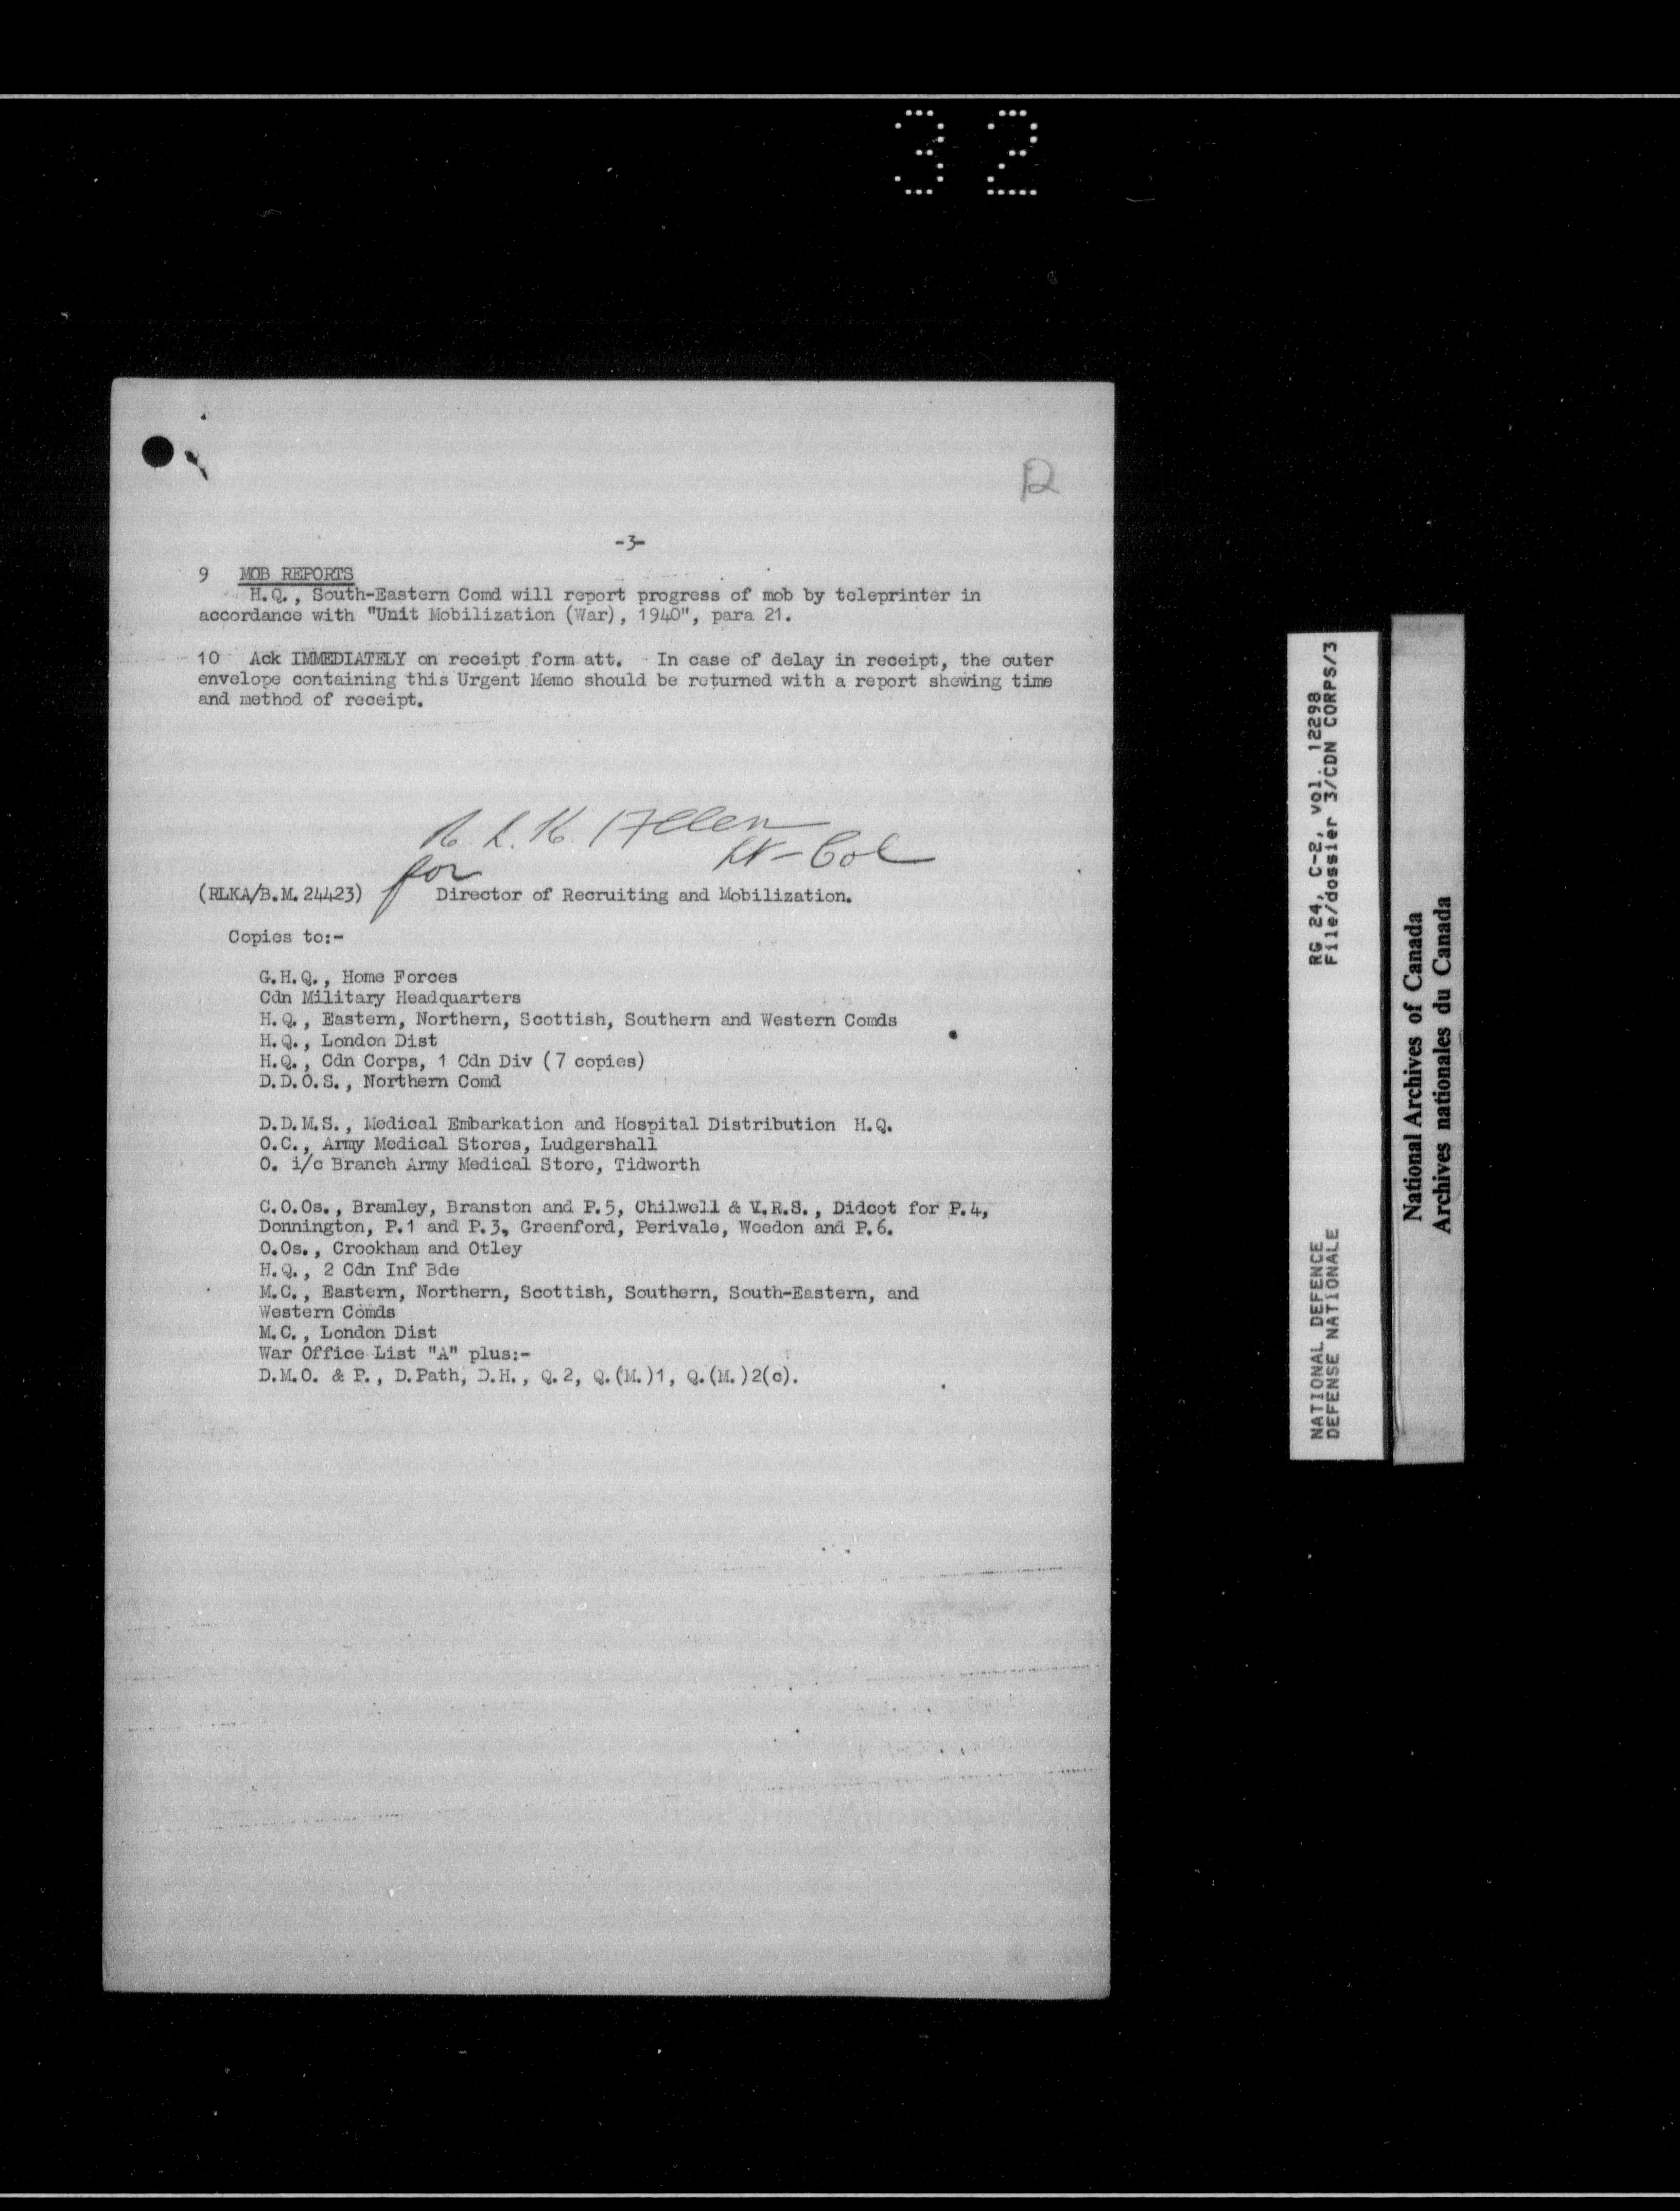 32
D
-3-
9 MOB REPORTS
H.Q., South-Eastern Comd will report progress of mob by teleprinter in
accordance with "Unit Mobilization (War), 1940", para 21.
10 Ack IMMEDIATELY on receipt form att. In case of delay in receipt, the outer
envelope containing this Urgent Memo should be returned with a report shewing time
and method of receipt.
R L. K. Allen
Lt-Col
for
(RLKA/B.M.24423) Director of Recruiting and Mobilization.
Copies to:-
G.H.Q., Home Forces
Cdn Military Headquarters
H.Q., Eastern, Northern, Scottish, Southern and Western Comds
H.Q., London Dist
H.Q., Cdn Corps, 1 Cdn Div (7 copies)
D.D.O.S., Northern Comd
D.D.M.S., Medical Embarkation and Hospital Distribution H.Q.
O.C., Army Medical Stores, Ludgershall
O. i/c Branch Army Medical Store, Tidworth
C.O.Os., Bramley, Branston and P.5, Chilwell & V.R.S., Didcot for P.4,
Donnington, P.1 and P.3, Greenford, Perivale, Weedon and P.6.
O.Os., Crookham and Otley
H.Q., 2 Cdn Inf Bde
M.C., Eastern, Northern, Scottish, Southern, South-Eastern, and
Western Comds
M.C., London Dist
War Office List "A" plus:-
D.M.O. & P., D.Path, D.H., Q.2, Q.(M.)1, Q.(M.)2(c).
RG 24, C-2, vol. 12298
File/dossier 3/CDN CORPS/3
NATIONAL DEFENCE
DEFENSE NATIONALE
National Archives of Canada
Archives nationales du Canada